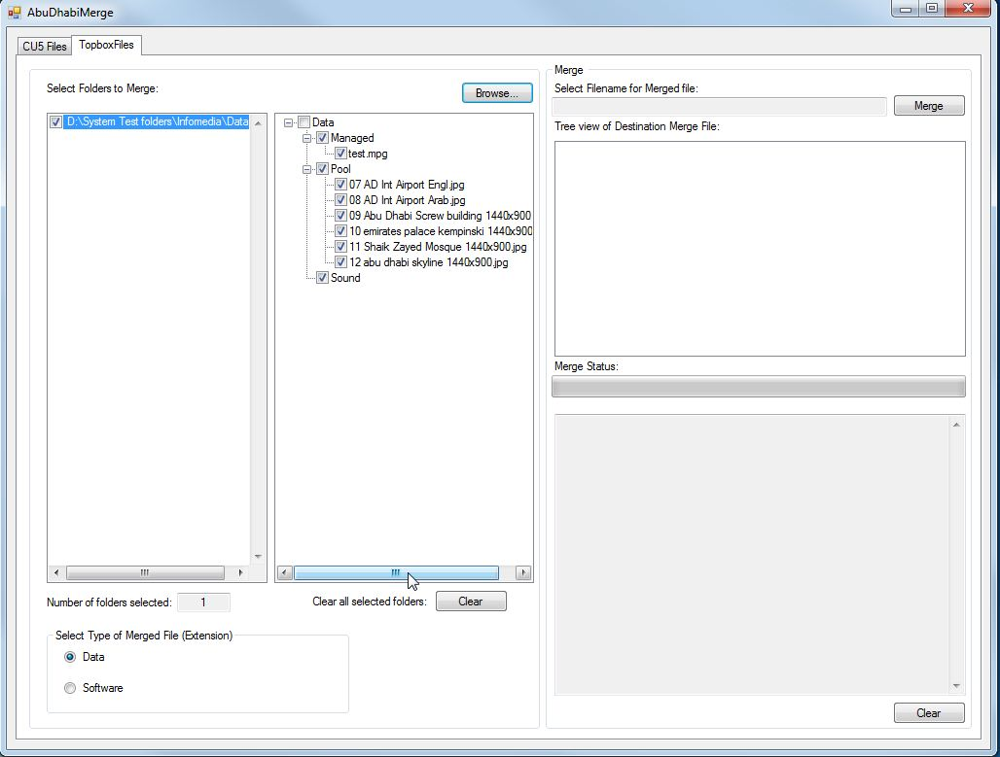 AbuDhabiMerge
CU5 Files
TopboxFiles
Select Folders to Merge:
Browse...
D:\System Test folders\Infomedia\Data
Data
Managed
test.mpg
Pool
07 AD Int Airport Engl.jpg
08 AD Int Airport Arab.jpg
09 Abu Dhabi Screw building 1440x900
10 emirates palace kempinski 1440x900
11 Shaik Zayed Mosque 1440x900.jpg
12 abu dhabi skyline 1440x900.jpg
Sound
Number of folders selected:
1
Clear all selected folders:
Clear
Select Type of Merged File (Extension)
Data
Software
Merge
Select Filename for Merged file:
Merge
Tree view of Destination Merge File:
Merge Status:
Clear